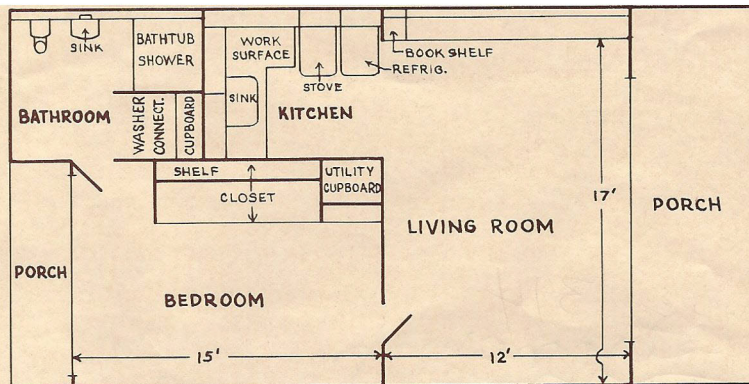 SINK
BATHTUB
SHOWER
WORK
SURFACE
STOVE
BOOK SHELF
REFRIG.
BATHROOM
WASHER
CONNECT.
CUPBOARD
SINK
KITCHEN
SHELF
CLOSET
UTILITY
CUPBOARD
LIVING ROOM
17'
PORCH
PORCH
BEDROOM
15'
12'